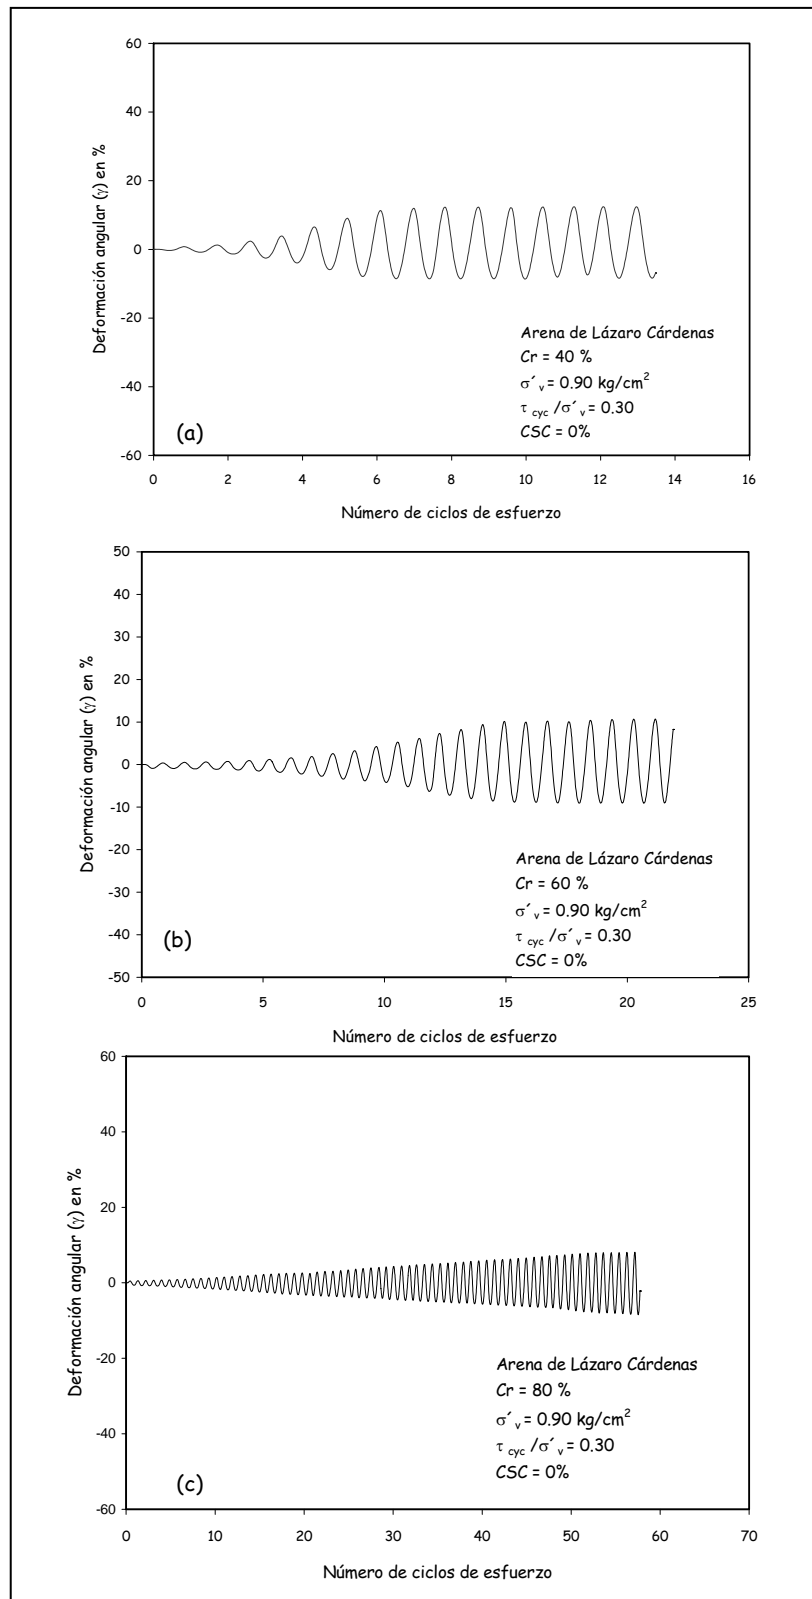 60
40
20
0
-20
-40
-60
Deformación angular (γ) en %
Arena de Lázaro Cárdenas
Cr = 40 %
σ´v = 0.90 kg/cm²
τ cyc /σ´v = 0.30
CSC = 0%
(a)
0 2 4 6 8 10 12 14 16
Número de ciclos de esfuerzo
50
40
30
20
10
0
-10
-20
-30
-40
-50
Deformación angular (γ) en %
Arena de Lázaro Cárdenas
Cr = 60 %
σ´v = 0.90 kg/cm²
τ cyc /σ´v = 0.30
CSC = 0%
(b)
0 5 10 15 20 25
Número de ciclos de esfuerzo
60
40
20
0
-20
-40
-60
Deformación angular (γ) en %
Arena de Lázaro Cárdenas
Cr = 80 %
σ´v = 0.90 kg/cm²
τ cyc /σ´v = 0.30
CSC = 0%
(c)
0 10 20 30 40 50 60 70
Número de ciclos de esfuerzo